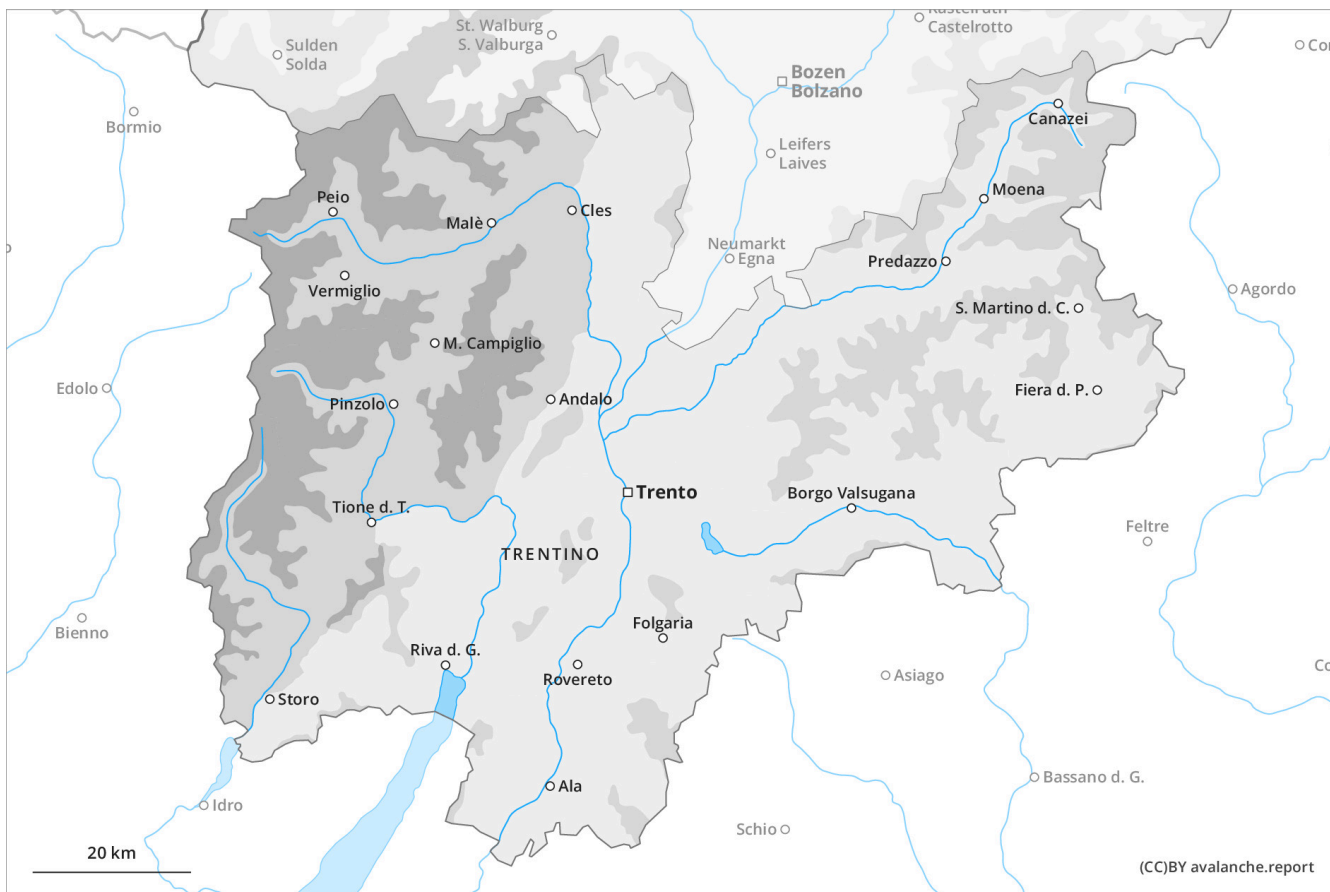 St. Walburg
S. Valburga
Kastelruth
Castelrotto
Sulden
Solda
Bozen
Bolzano
Bormio
Canazei
Leifers
Laives
Peio
Moena
Malè
Cles
Neumarkt
Egna
Predazzo
Vermiglio
Agordo
S. Martino d. C.
M. Campiglio
Edolo
Fiera d. P.
Andalo
Pinzolo
Trento
Borgo Valsugana
Tione d. T.
Feltre
TRENTINO
Bienno
Folgaria
Riva d. G.
Asiago
Rovereto
Storo
Bassano d. G.
Ala
Idro
Schio
20 km
(CC)BY avalanche.report